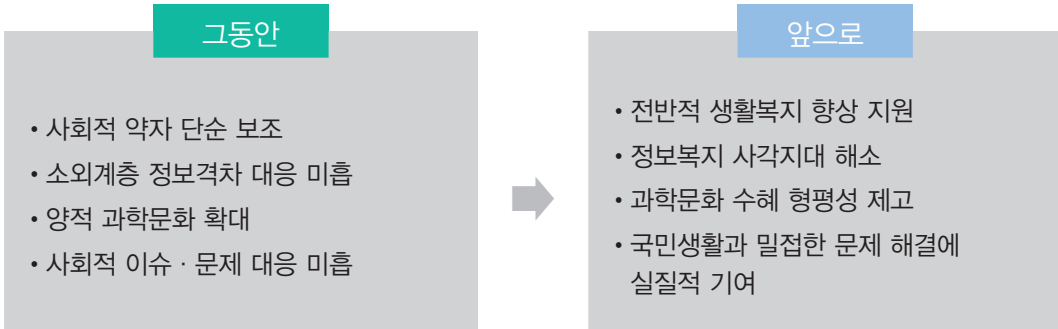 그동안
• 사회적 약자 단순 보조
• 소외계층 정보격차 대응 미흡
• 양적 과학문화 확대
• 사회적 이슈 · 문제 대응 미흡
앞으로
• 전반적 생활복지 향상 지원
• 정보복지 사각지대 해소
• 과학문화 수혜 형평성 제고
• 국민생활과 밀접한 문제 해결에
실질적 기여